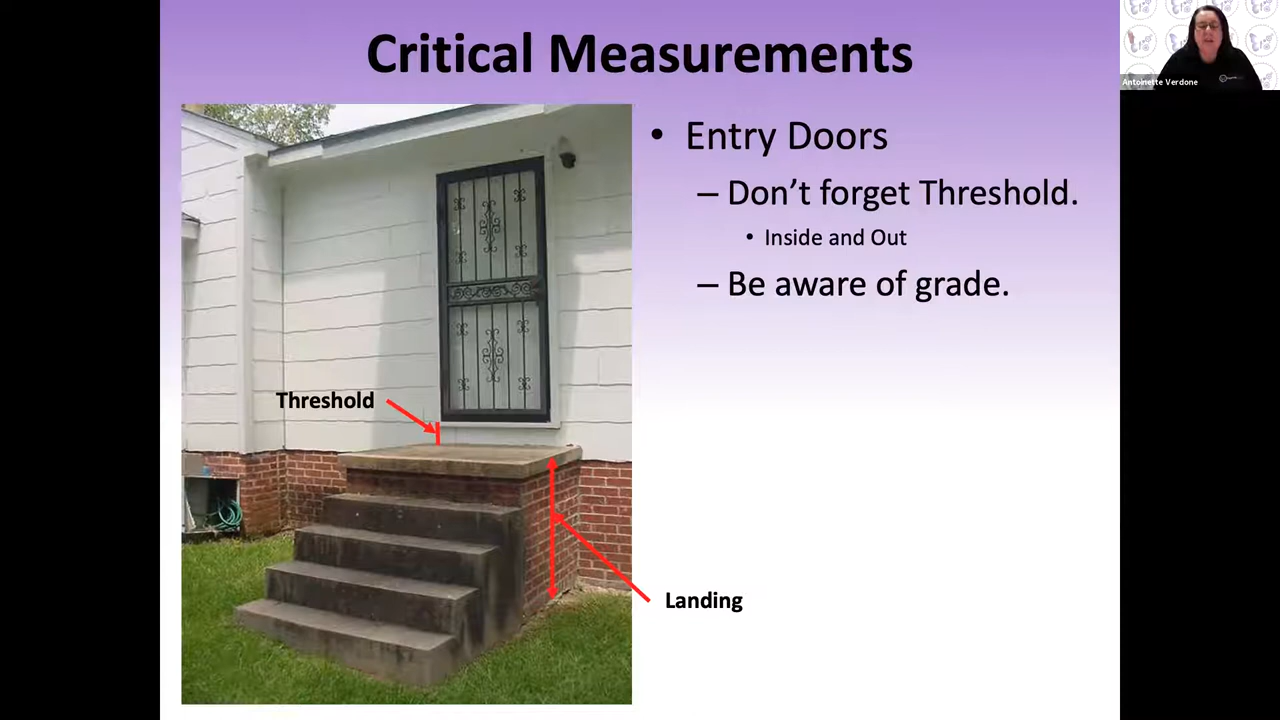 Critical Measurements
Antoinette Verdone
• Entry Doors
– Don’t forget Threshold.
• Inside and Out
– Be aware of grade.
Threshold
Landing